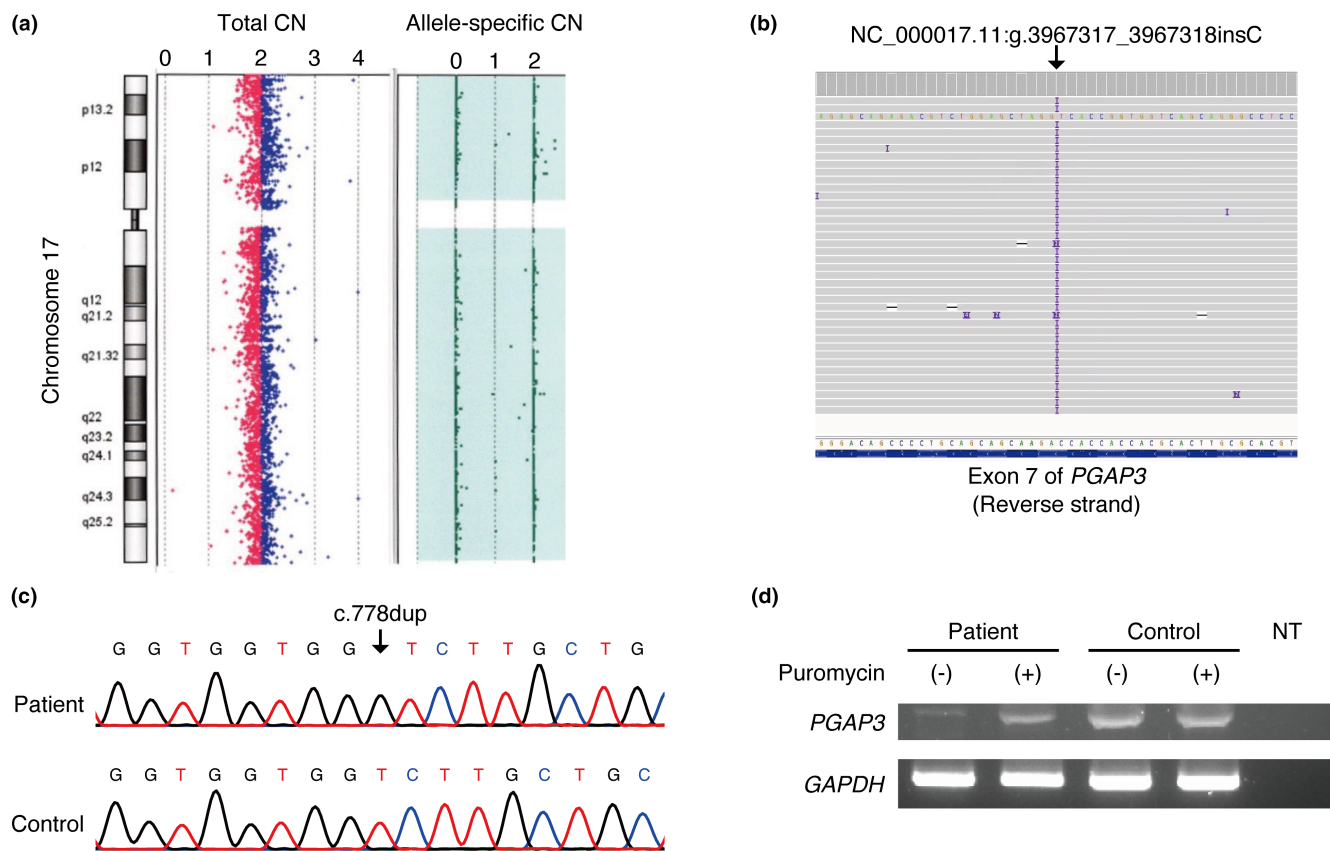 (a)
Total CN
Allele-specific CN
0 1 2 3 4
0 1 2
Chromosome 17
p13.2
p12
q12
q21.2
q21.32
q22
q23.2
q24.1
q24.3
q25.2
(b)
NC_000017.11:g.3967317_3967318insC
G G G A C A G C C C C T G C A G C A G C A A G A C C A C C A C C A C G C A C T T G C G C A C G T
Exon 7 of PGAP3
(Reverse strand)
(c)
c.778dup
G G T G G T G G T C T T G C T G
Patient
G G T G G T G G T C T T G C T G C
Control
(d)
Patient Control NT
Puromycin (-) (+) (-) (+)
PGAP3
GAPDH